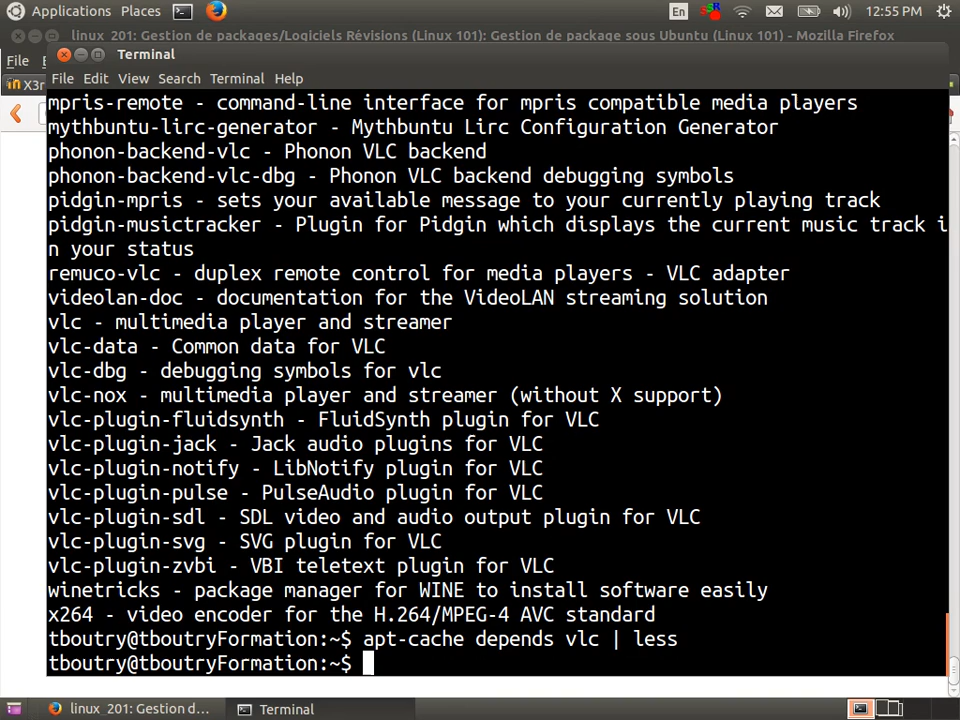 Applications Places En 12:55 PM
linux_201: Gestion de packages/Logiciels Révisions (Linux 101): Gestion de package sous Ubuntu (Linux 101) - Mozilla Firefox
File
Terminal
File Edit View Search Terminal Help
X3r
mpris-remote - command-line interface for mpris compatible media players
mythbuntu-lirc-generator - Mythbuntu Lirc Configuration Generator
phonon-backend-vlc - Phonon VLC backend
phonon-backend-vlc-dbg - Phonon VLC backend debugging symbols
pidgin-mpris - sets your available message to your currently playing track
pidgin-musictracker - Plugin for Pidgin which displays the current music track i
n your status
remuco-vlc - duplex remote control for media players - VLC adapter
videolan-doc - documentation for the VideoLAN streaming solution
vlc - multimedia player and streamer
vlc-data - Common data for VLC
vlc-dbg - debugging symbols for vlc
vlc-nox - multimedia player and streamer (without X support)
vlc-plugin-fluidsynth - FluidSynth plugin for VLC
vlc-plugin-jack - Jack audio plugins for VLC
vlc-plugin-notify - LibNotify plugin for VLC
vlc-plugin-pulse - PulseAudio plugin for VLC
vlc-plugin-sdl - SDL video and audio output plugin for VLC
vlc-plugin-svg - SVG plugin for VLC
vlc-plugin-zvbi - VBI teletext plugin for VLC
winetricks - package manager for WINE to install software easily
x264 - video encoder for the H.264/MPEG-4 AVC standard
tboutry@tboutryFormation:~$ apt-cache depends vlc | less
tboutry@tboutryFormation:~$
linux_201: Gestion d... Terminal